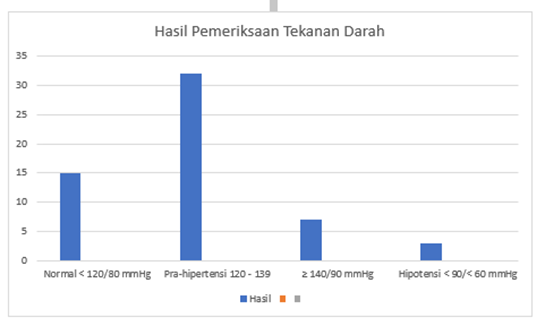 Hasil Pemeriksaan Tekanan Darah
35
30
25
20
15
10
5
0
Normal < 120/80 mmHg Pra-hipertensi 120 - 139 ≥ 140/90 mmHg Hipotensi < 90/< 60 mmHg
Hasil